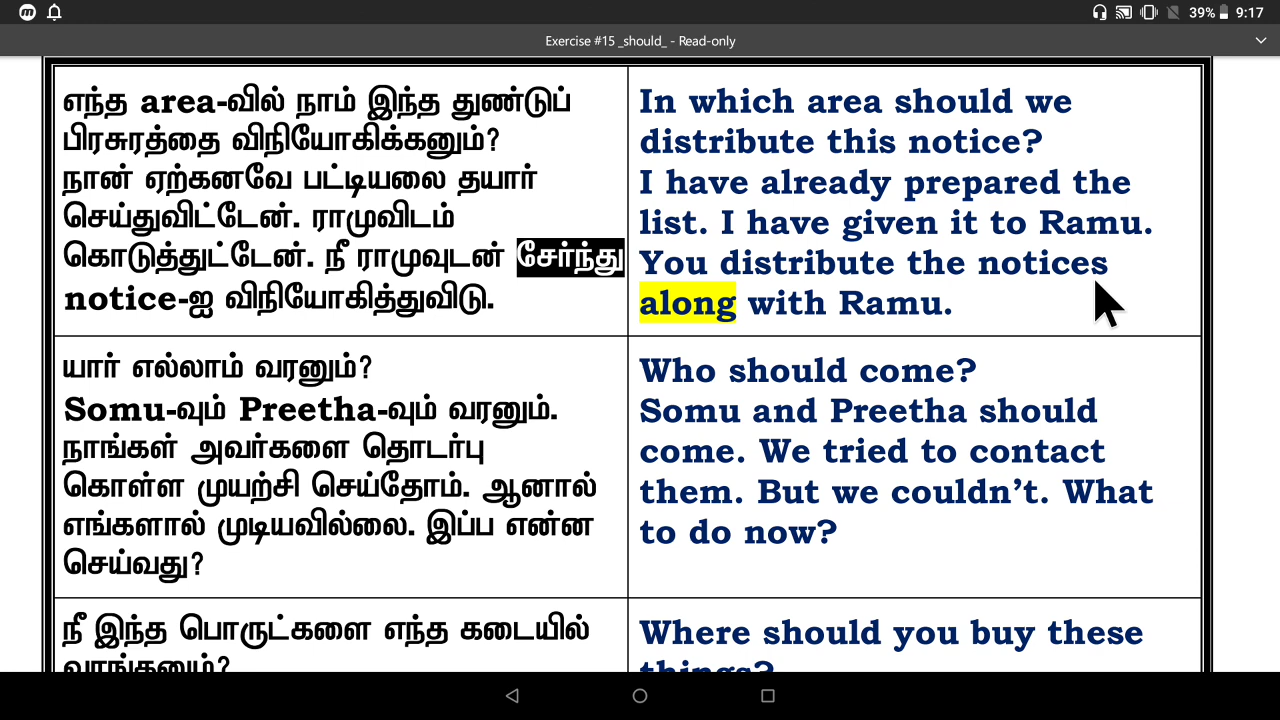 39% 9:17
Exercise #15 _should_ - Read-only
எந்த area-வில் நாம் இந்த துண்டுப்
பிரசுரத்தை விநியோகிக்கனும்?
நான் ஏற்கனவே பட்டியலை தயார்
செய்துவிட்டேன். ராமுவிடம்
கொடுத்துட்டேன். நீ ராமுவுடன் சேர்ந்து
notice-ஐ விநியோகித்துவிடு.
In which area should we
distribute this notice?
I have already prepared the
list. I have given it to Ramu.
You distribute the notices
along with Ramu.
யார் எல்லாம் வரனும்?
Somu-வும் Preetha-வும் வரனும்.
நாங்கள் அவர்களை தொடர்பு
கொள்ள முயற்சி செய்தோம். ஆனால்
எங்களால் முடியவில்லை. இப்ப என்ன
செய்வது?
Who should come?
Somu and Preetha should
come. We tried to contact
them. But we couldn't. What
to do now?
நீ இந்த பொருட்களை எந்த கடையில்
வாங்கனும்?
Where should you buy these
things?